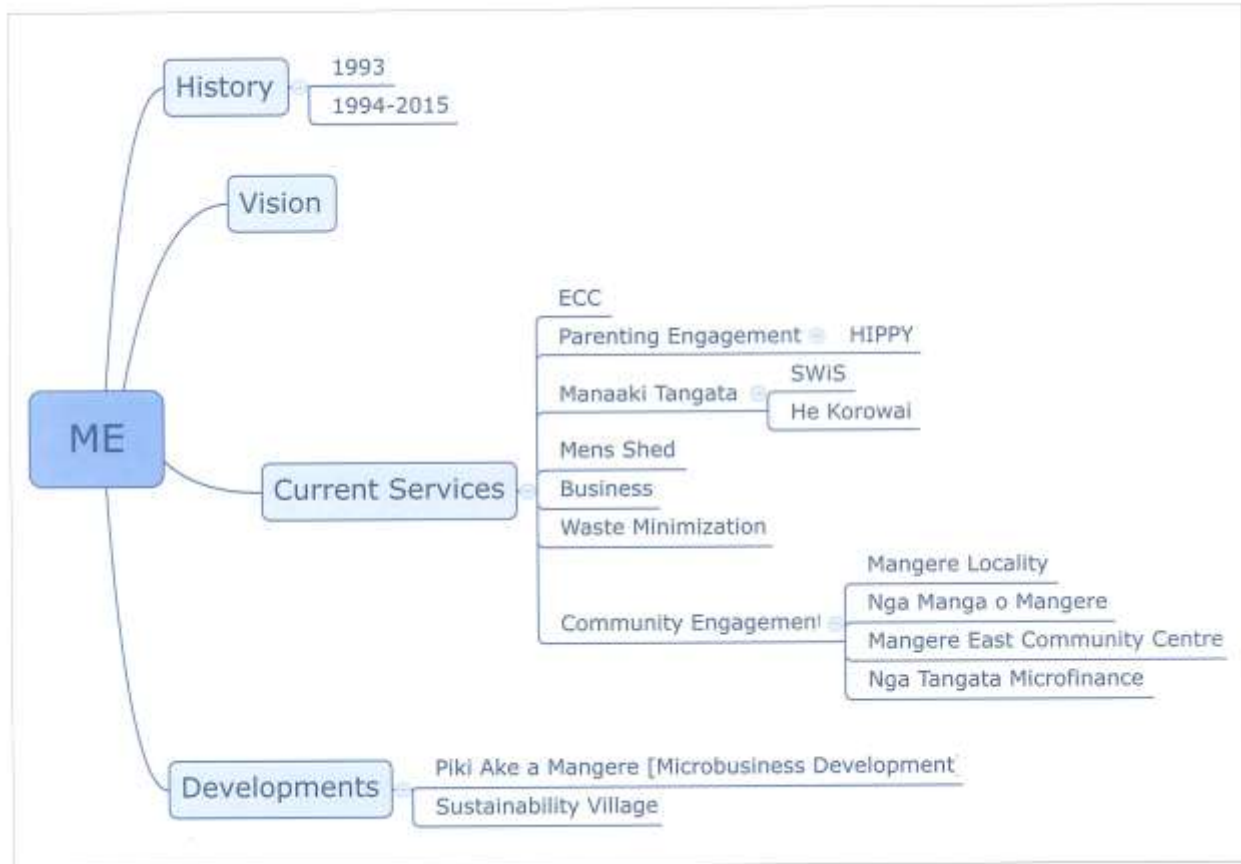 History
1993
1994-2015
Vision
ME
Current Services
ECC
Parenting Engagement
HIPPY
Manaaki Tangata
SWiS
He Korowai
Mens Shed
Business
Waste Minimization
Community Engagement
Mangere Locality
Nga Manga o Mangere
Mangere East Community Centre
Nga Tangata Microfinance
Developments
Piki Ake a Mangere [Microbusiness Development]
Sustainability Village